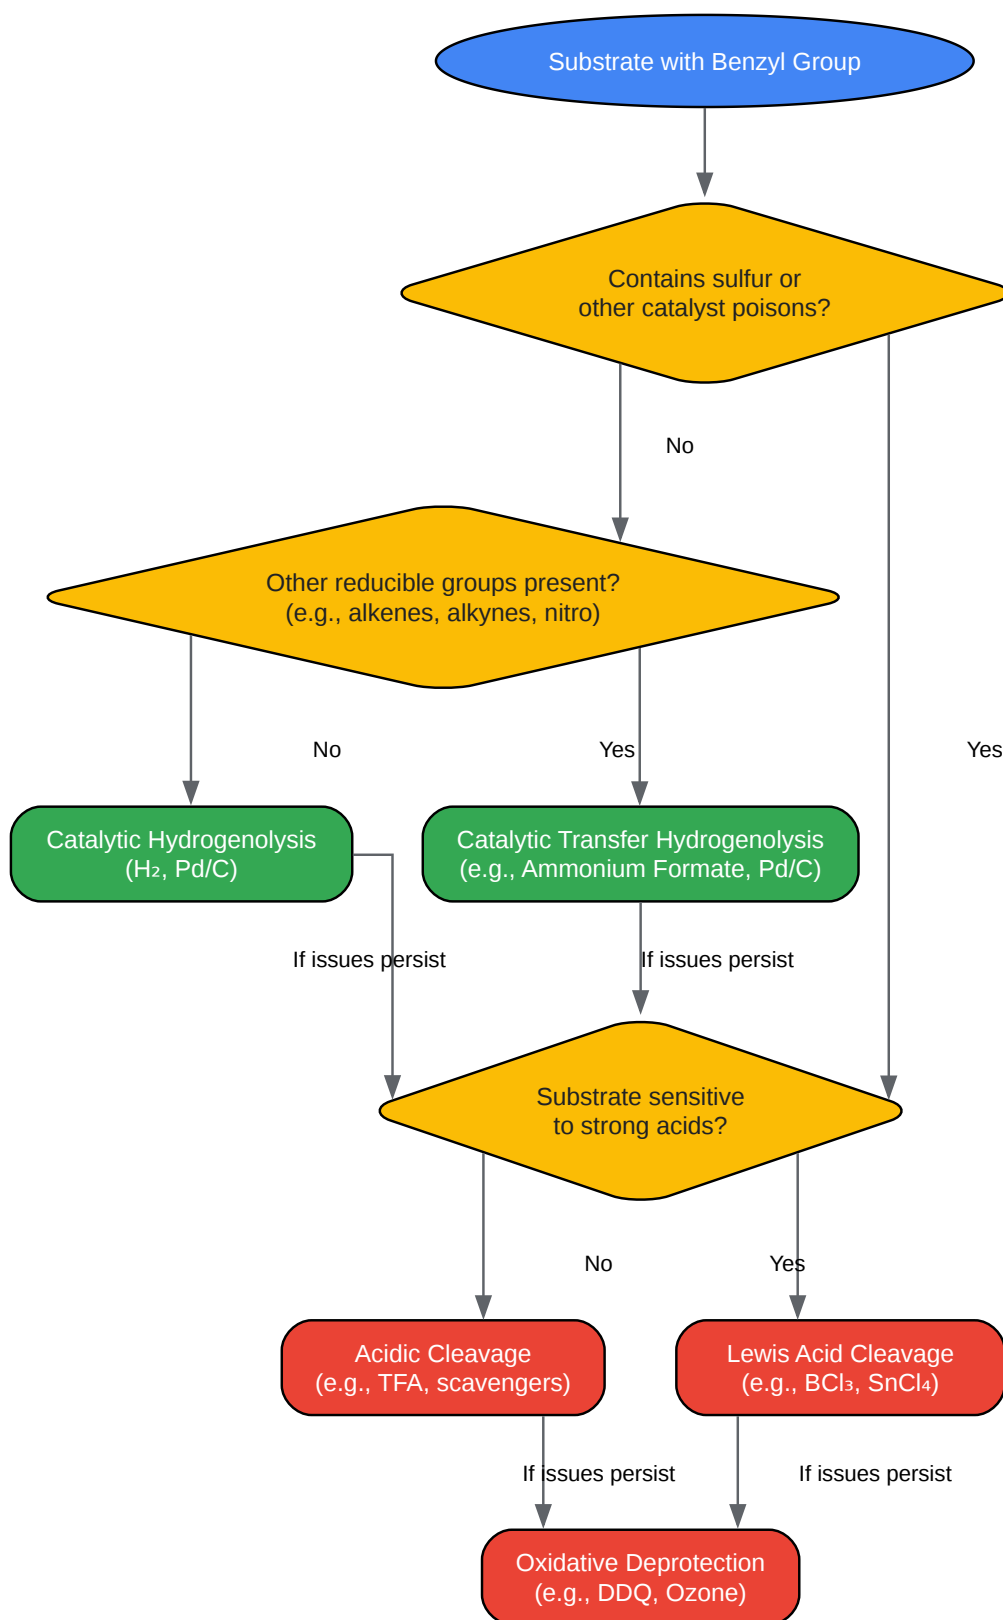 Substrate with Benzyl Group
Contains sulfur or
other catalyst poisons?
No
Other reducible groups present?
(e.g., alkenes, alkynes, nitro)
No
Yes
Yes
Catalytic Hydrogenolysis
(H₂, Pd/C)
Catalytic Transfer Hydrogenolysis
(e.g., Ammonium Formate, Pd/C)
If issues persist
If issues persist
Substrate sensitive
to strong acids?
No
Yes
Acidic Cleavage
(e.g., TFA, scavengers)
Lewis Acid Cleavage
(e.g., BCl₃, SnCl₄)
If issues persist
If issues persist
Oxidative Deprotection
(e.g., DDQ, Ozone)